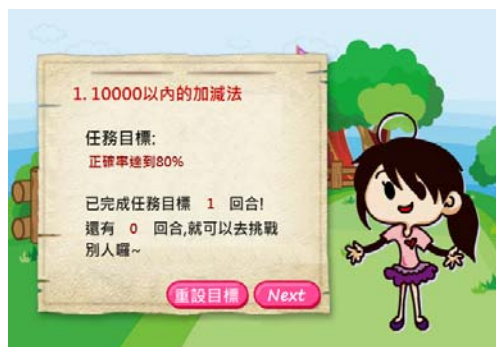 1. 10000以內的加減法
任務目標:
正確率達到80%
已完成任務目標 1 回合!
還有 0 回合,就可以去挑戰
別人囉~
重設目標
Next